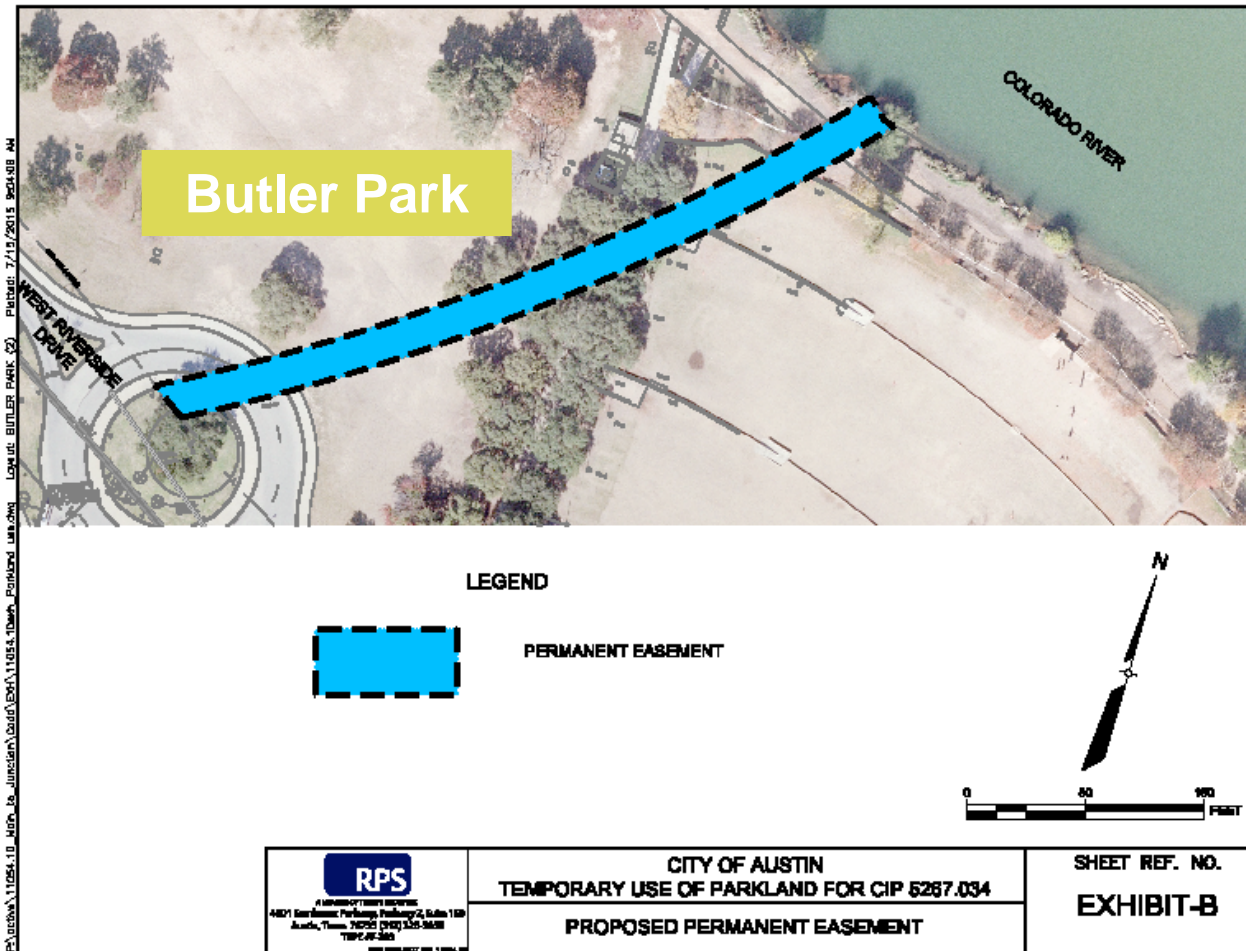 Butler Park
COLORADO RIVER
WEST RIVERSIDE
DRIVE
LEGEND
PERMANENT EASEMENT
N
0
FEET
RPS
CITY OF AUSTIN
TEMPORARY USE OF PARKLAND FOR CIP 5267.034
PROPOSED PERMANENT EASEMENT
SHEET REF. NO.
EXHIBIT-B
Layout: BUTLER PARK (2) Plotted: 7/15/2015